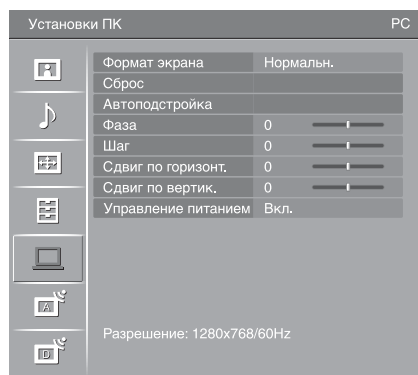 Установки ПК PC
Формат экрана Нормальн.
Сброс
Автоподстройка
Фаза 0
Шаг 0
Сдвиг по горизонт. 0
Сдвиг по вертик. 0
Управление питанием Вкл.
A
D
Разрешение: 1280x768/60Hz